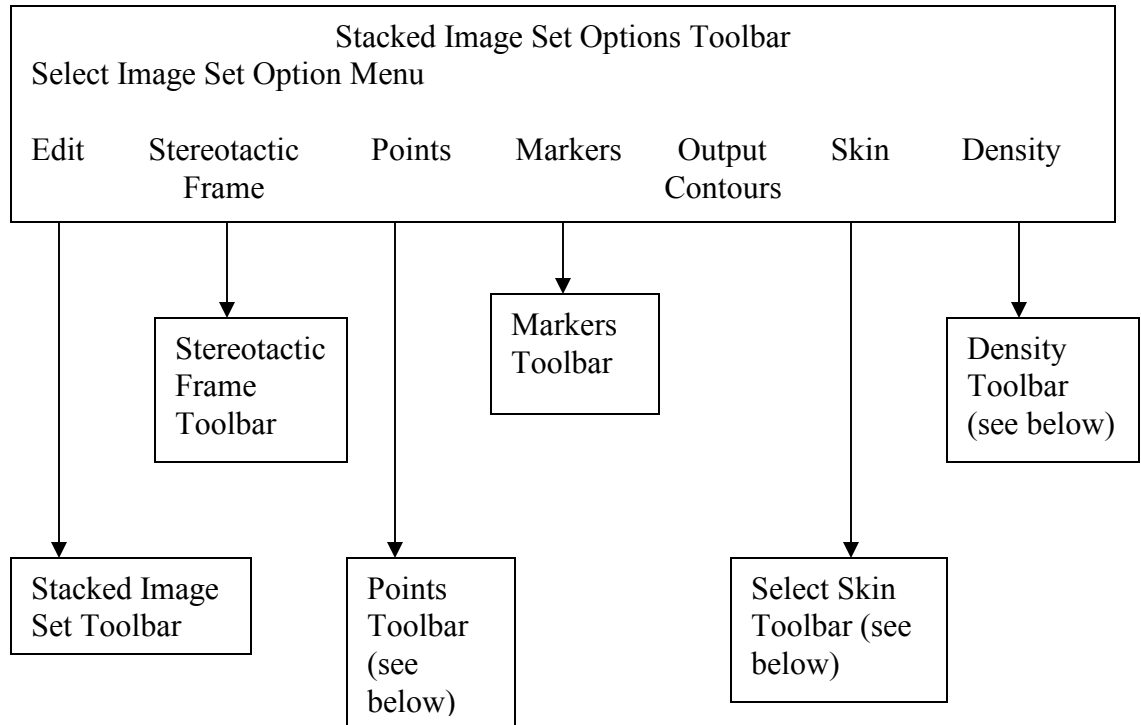 Stacked Image Set Options Toolbar
Select Image Set Option Menu
Edit Stereotactic Frame Points Markers Output Contours Skin Density
Stereotactic
Frame
Toolbar
Markers
Toolbar
Density
Toolbar
(see below)
Stacked Image
Set Toolbar
Points
Toolbar
(see
below)
Select Skin
Toolbar (see
below)